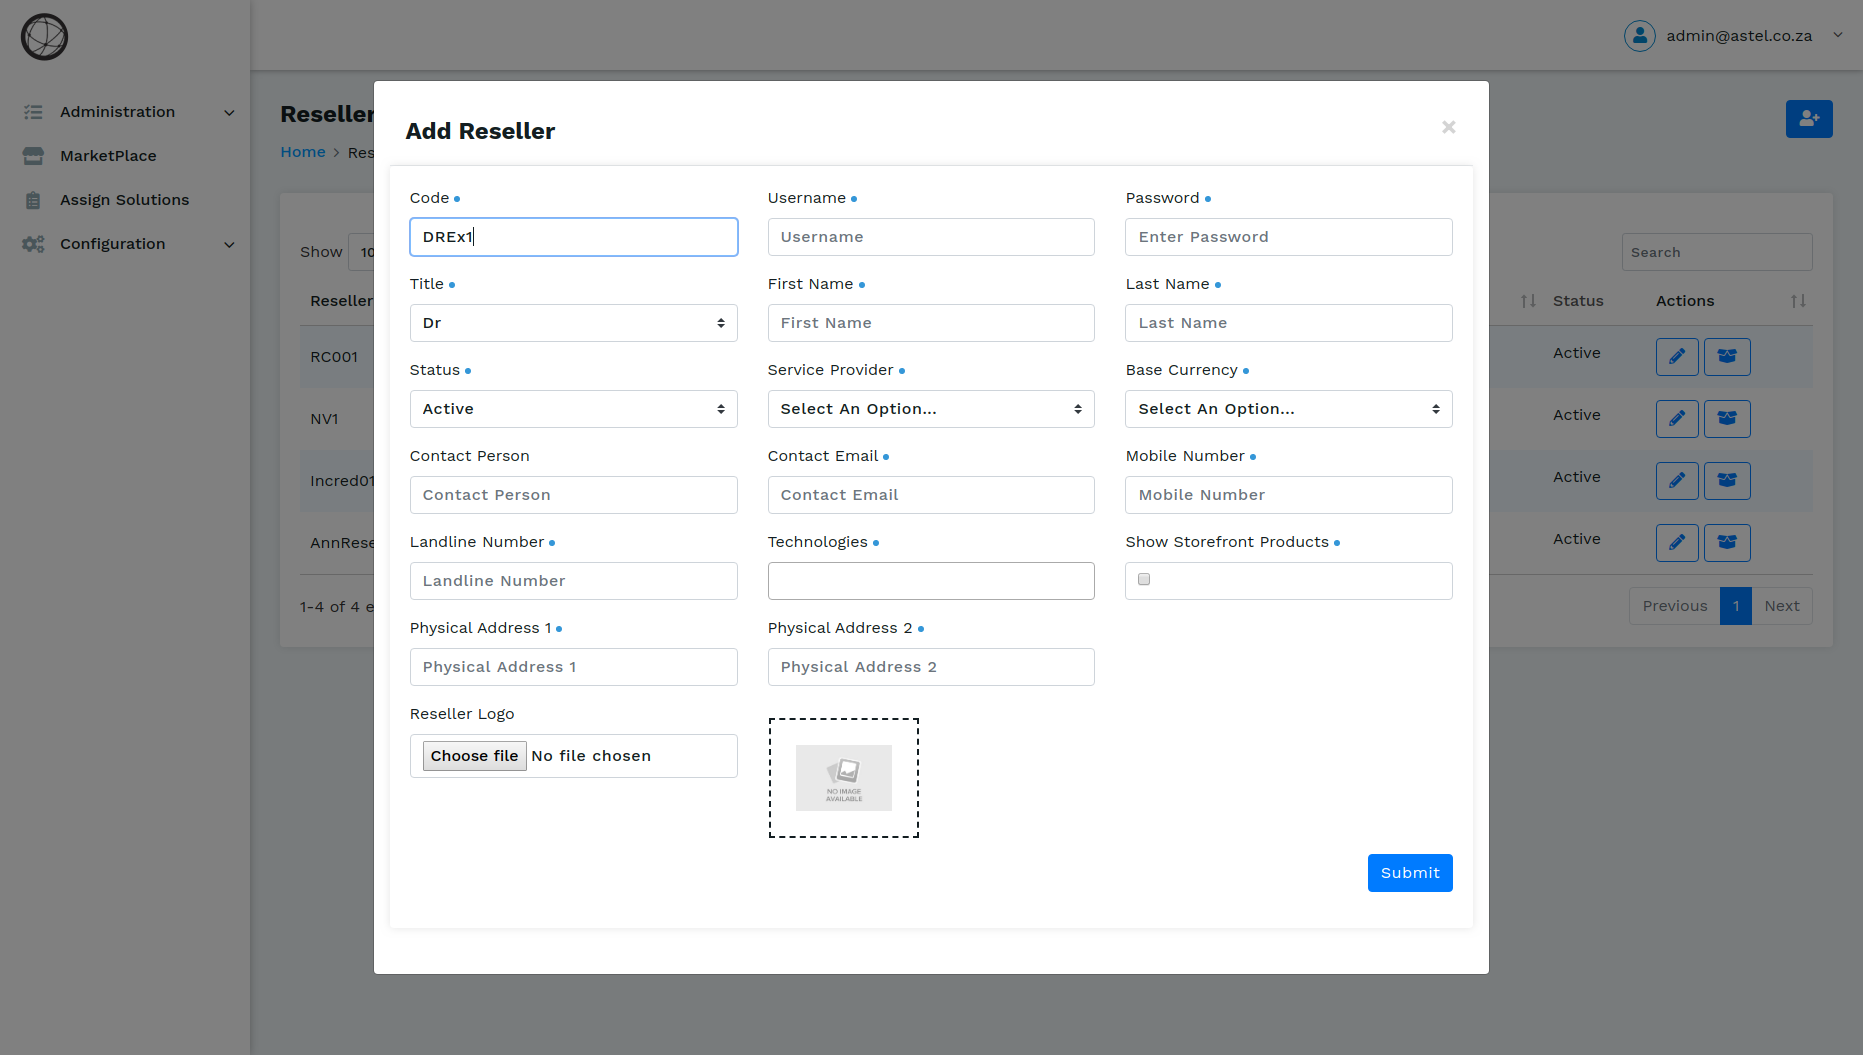 admin@astel.co.za
Administration
MarketPlace
Assign Solutions
Configuration
Reseller
Home > Res
Show 10
Search
Reseller
Status Actions
RC001 Active
NV1 Active
Incred01 Active
AnnRese Active
1-4 of 4 e
Previous 1 Next
Add Reseller
×
Code Username Password
DREx1 Username Enter Password
Title First Name Last Name
Dr First Name Last Name
Status Service Provider Base Currency
Active Select An Option... Select An Option...
Contact Person Contact Email Mobile Number
Contact Person Contact Email Mobile Number
Landline Number Technologies Show Storefront Products
Landline Number
Physical Address 1 Physical Address 2
Physical Address 1 Physical Address 2
Reseller Logo
Choose file No file chosen
NO IMAGE
AVAILABLE
Submit